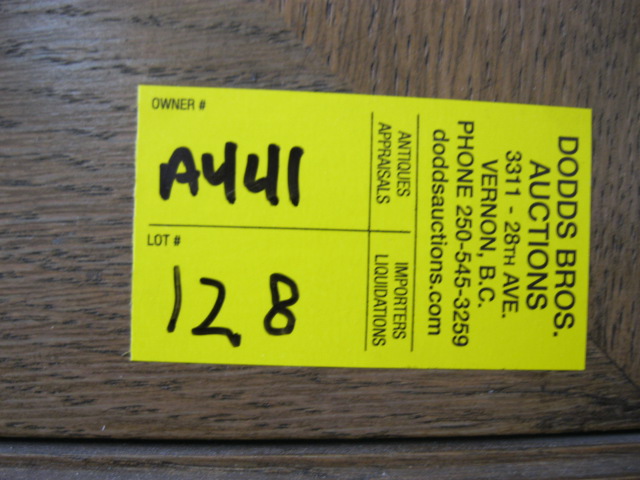 DODDS BROS.
AUCTIONS
3311 - 28TH AVE.
VERNON, B.C.
PHONE 250-545-3259
doddsauctions.com
ANTIQUES IMPORTERS
APPRAISALS LIQUIDATIONS
OWNER #
A441
LOT #
128